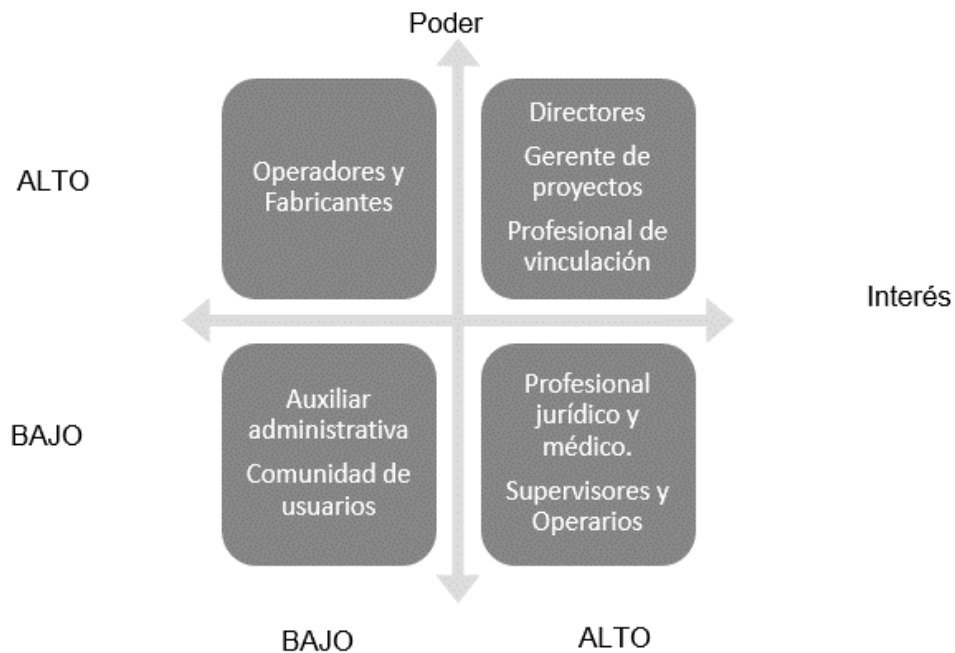 Poder
ALTO
Operadores y
Fabricantes
Directores
Gerente de
proyectos
Profesional de
vinculación
Interés
BAJO
Auxiliar
administrativa
Comunidad de
usuarios
Profesional
jurídico y
médico.
Supervisores y
Operarios
BAJO
ALTO